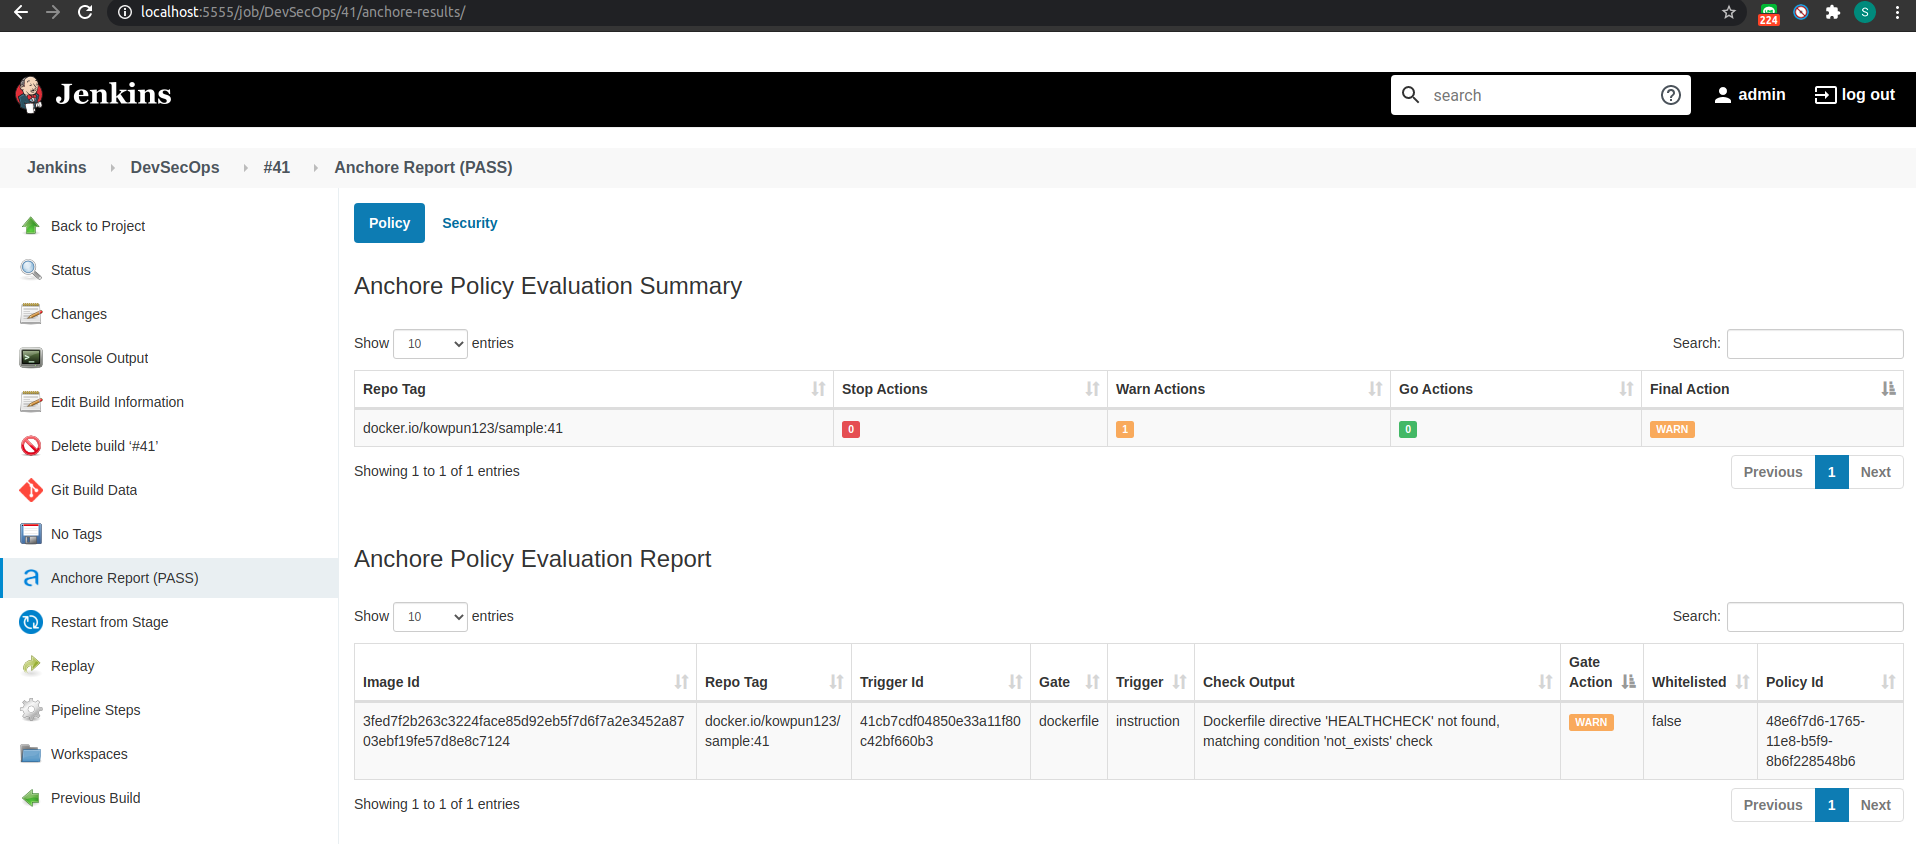 localhost:5555/job/DevSecOps/41/anchore-results/
224
S
Jenkins
search
admin
log out
Jenkins
DevSecOps
#41
Anchore Report (PASS)
Back to Project
Status
Changes
Console Output
Edit Build Information
Delete build ‘#41’
Git Build Data
No Tags
Anchore Report (PASS)
Restart from Stage
Replay
Pipeline Steps
Workspaces
Previous Build
Policy
Security
Anchore Policy Evaluation Summary
Show 10 entries
Search:
Repo Tag Stop Actions Warn Actions Go Actions Final Action
docker.io/kowpun123/sample:41 0 1 0 WARN
Showing 1 to 1 of 1 entries
Previous 1 Next
Anchore Policy Evaluation Report
Show 10 entries
Search:
Gate
Image Id Repo Tag Trigger Id Gate Trigger Check Output Action Whitelisted Policy Id
3fed7f2b263c3224face85d92eb5f7d6f7a2e3452a87 docker.io/kowpun123/ 41cb7cdf04850e33a11f80 dockerfile instruction Dockerfile directive 'HEALTHCHECK' not found, WARN false 48e6f7d6-1765-
03ebf19fe57d8e8c7124 sample:41 c42bf660b3 matching condition 'not_exists' check 11e8-b5f9-
8b6f228548b6
Showing 1 to 1 of 1 entries
Previous 1 Next